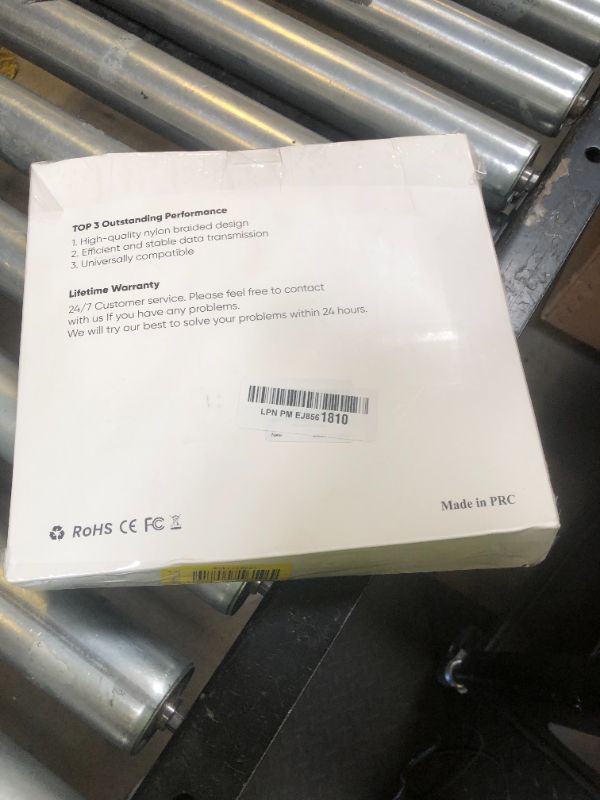 TOP 3 Outstanding Performance
1. High-quality nylon braided design
2. Efficient and stable data transmission
3. Universally compatible
Lifetime Warranty
24/7 Customer service. Please feel free to contact
with us If you have any problems.
We will try our best to solve your problems within 24 hours.
LPN PM EJ8561810
Made in PRC
RoHS CE FC